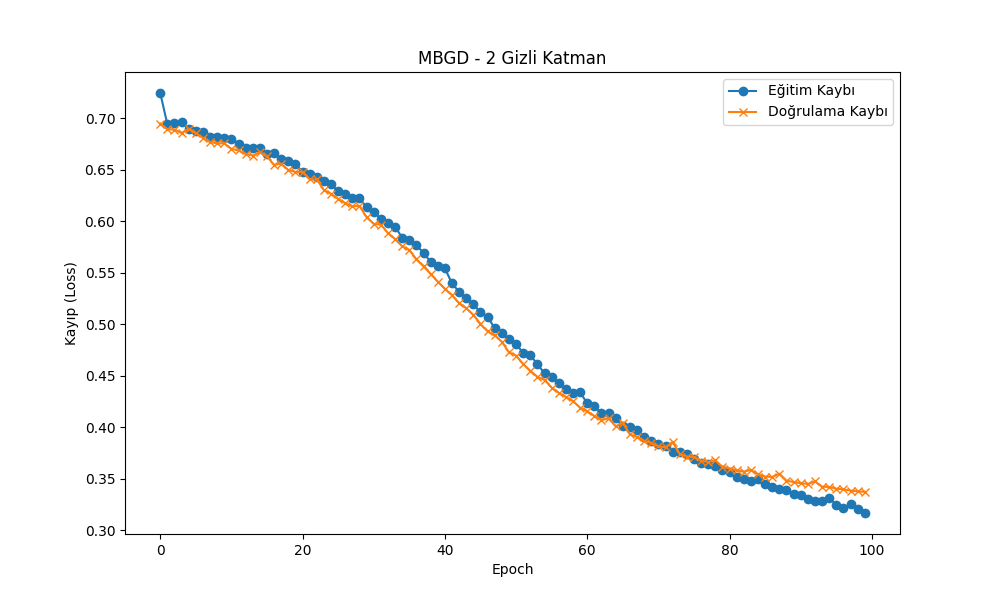 MBGD - 2 Gizli Katman
Eğitim Kaybı
Doğrulama Kaybı
Kayıp (Loss)
0.70
0.65
0.60
0.55
0.50
0.45
0.40
0.35
0.30
0 20 40 60 80 100
Epoch